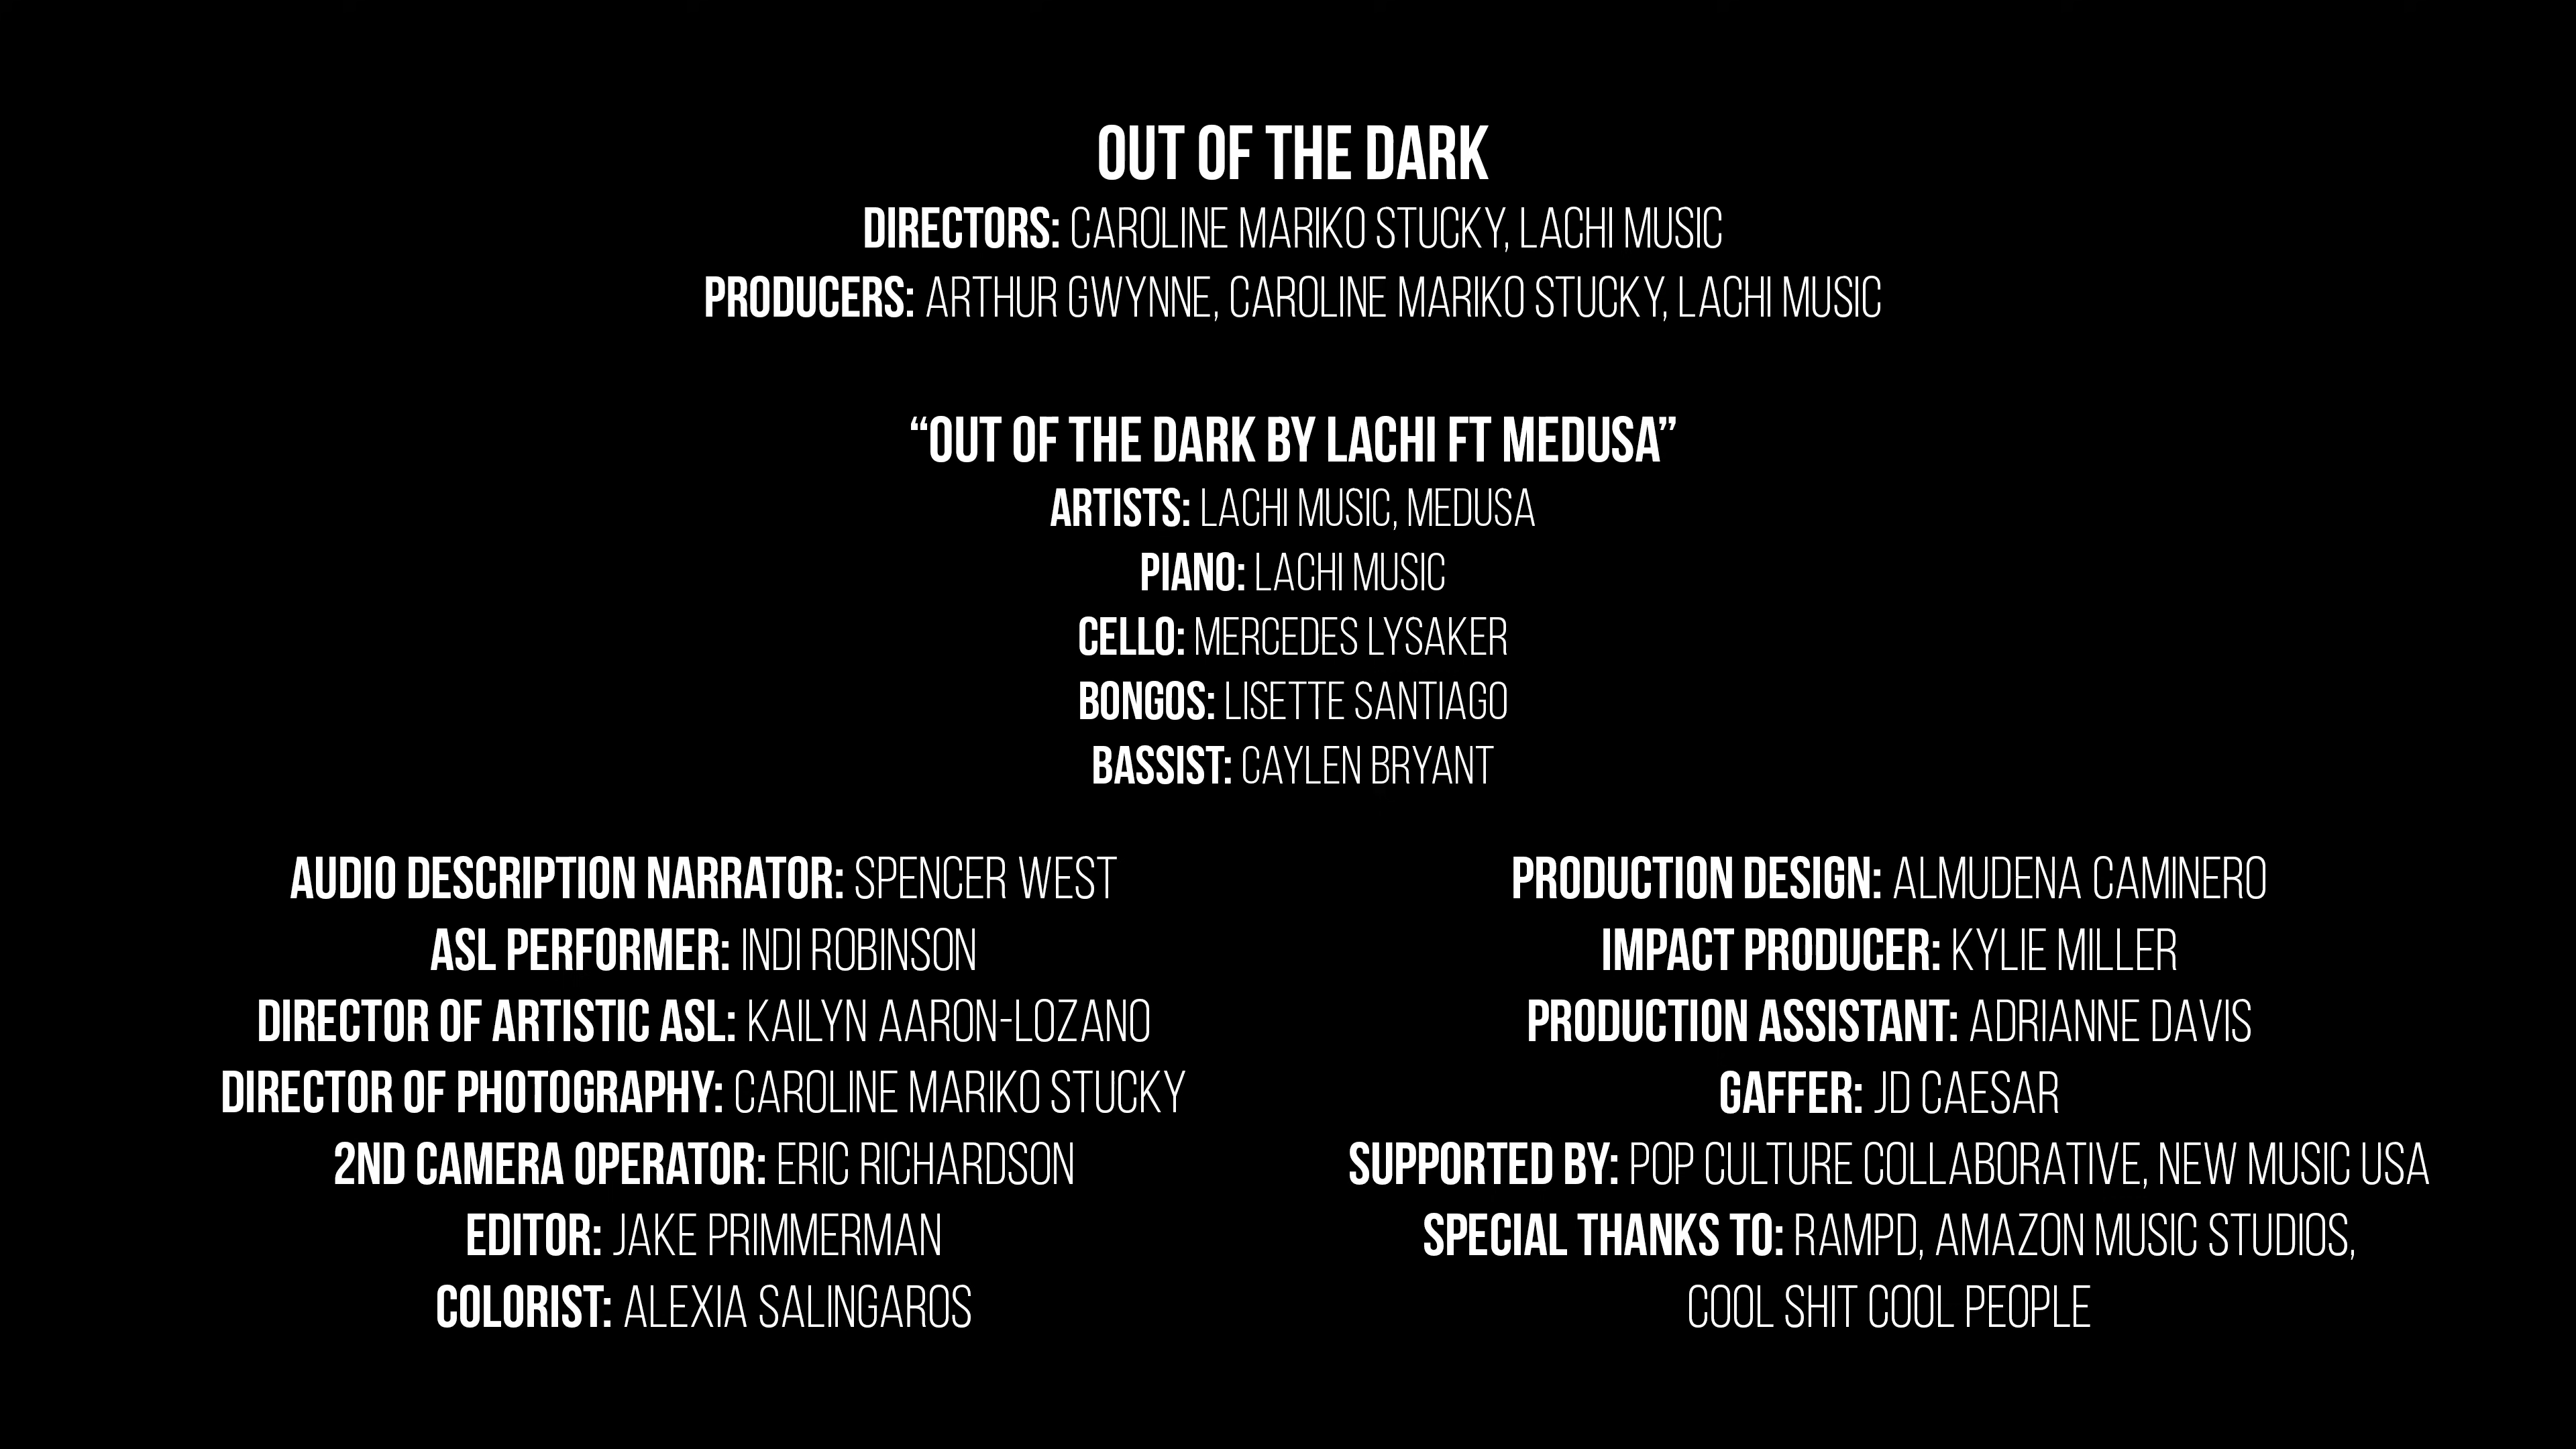 OUT OF THE DARK
DIRECTORS: CAROLINE MARIKO STUCKY, LACHI MUSIC
PRODUCERS: ARTHUR GWYNNE, CAROLINE MARIKO STUCKY, LACHI MUSIC
“OUT OF THE DARK BY LACHI FT MEDUSA”
ARTISTS: LACHI MUSIC, MEDUSA
PIANO: LACHI MUSIC
CELLO: MERCEDES LYSAKER
BONGOS: LISETTE SANTIAGO
BASSIST: CAYLEN BRYANT
AUDIO DESCRIPTION NARRATOR: SPENCER WEST
ASL PERFORMER: INDI ROBINSON
DIRECTOR OF ARTISTIC ASL: KAILYN AARON-LOZANO
DIRECTOR OF PHOTOGRAPHY: CAROLINE MARIKO STUCKY
2ND CAMERA OPERATOR: ERIC RICHARDSON
EDITOR: JAKE PRIMMERMAN
COLORIST: ALEXIA SALINGAROS
PRODUCTION DESIGN: ALMUDENA CAMINERO
IMPACT PRODUCER: KYLIE MILLER
PRODUCTION ASSISTANT: ADRIANNE DAVIS
GAFFER: JD CAESAR
SUPPORTED BY: POP CULTURE COLLABORATIVE, NEW MUSIC USA
SPECIAL THANKS TO: RAMPD, AMAZON MUSIC STUDIOS,
COOL SHIT COOL PEOPLE